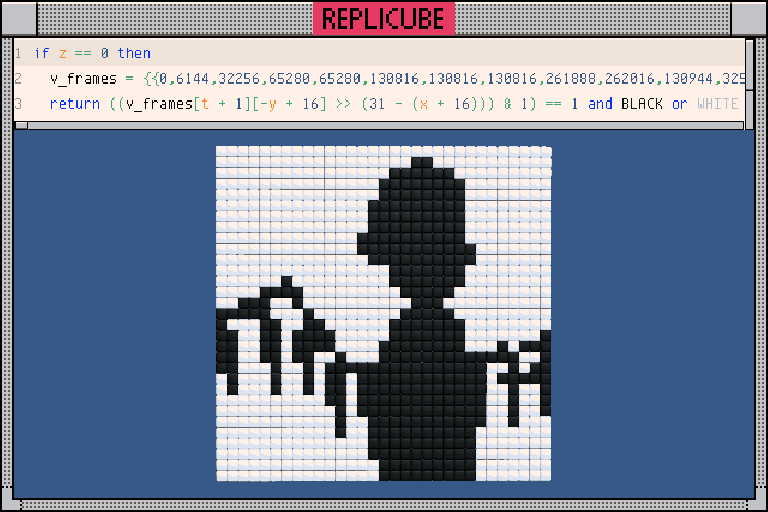 REPLICUBE
1 if z == 0 then
2 v_frames = {{0,6144,32256,65280,65280,130816,130816,130816,261888,262016,130944,325
3 return ((v_frames[t + 1][-y + 16] >> (31 - (x + 16))) & 1) == 1 and BLACK or WHITE